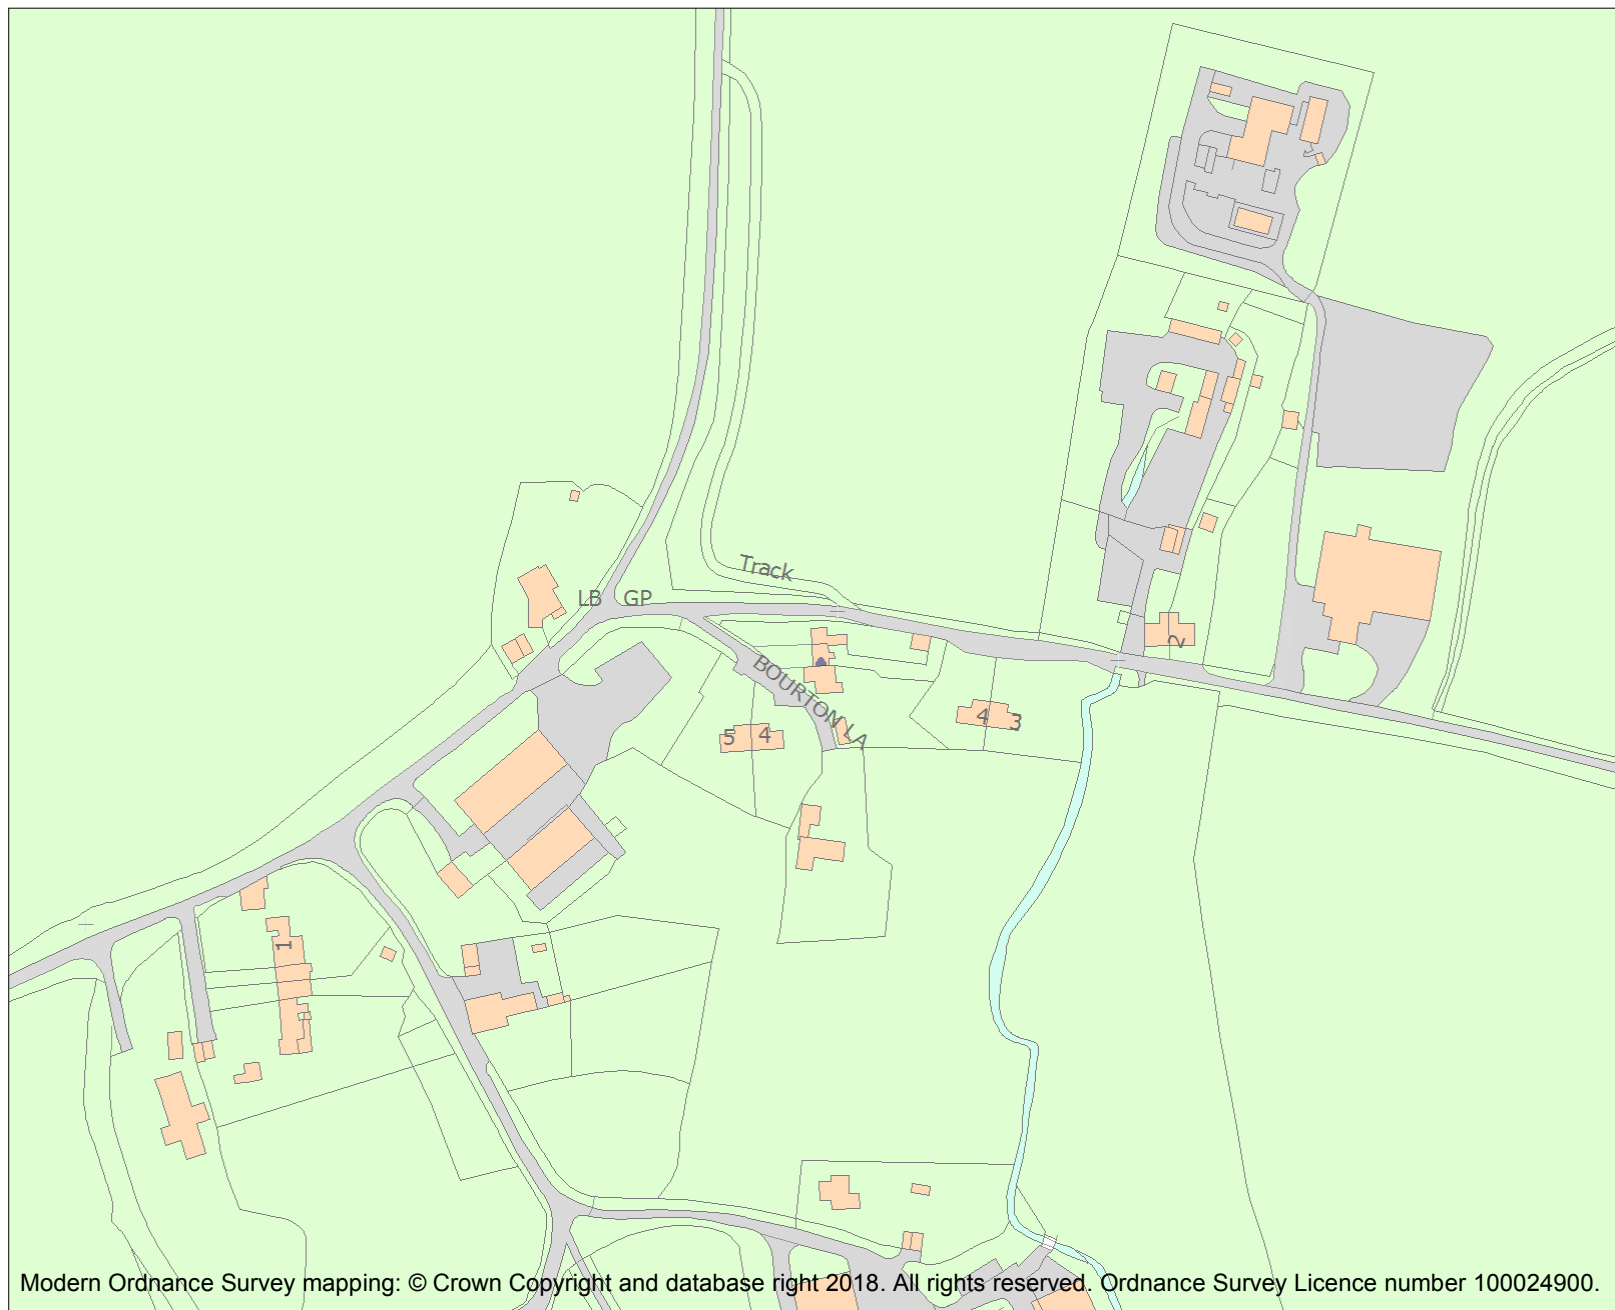 Track
LB GP
2
BOURTON LA
4 3
5 4
1
Modern Ordnance Survey mapping: © Crown Copyright and database right 2018. All rights reserved. Ordnance Survey Licence number 100024900.